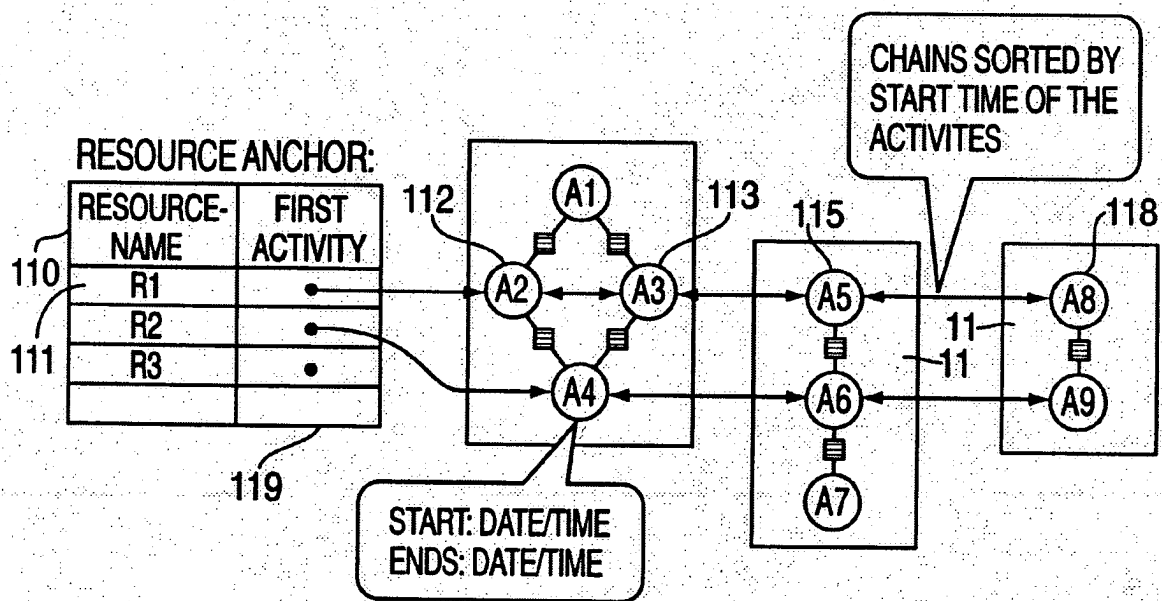 CHAINS SORTED BY
START TIME OF THE
ACTIVITES
RESOURCE ANCHOR:
RESOURCE-
NAME
FIRST
ACTIVITY
R1
R2
R3
110
111
119
112
113
A1
A2
A3
A4
START: DATE/TIME
ENDS: DATE/TIME
115
A5
A6
A7
11
118
A8
A9
11